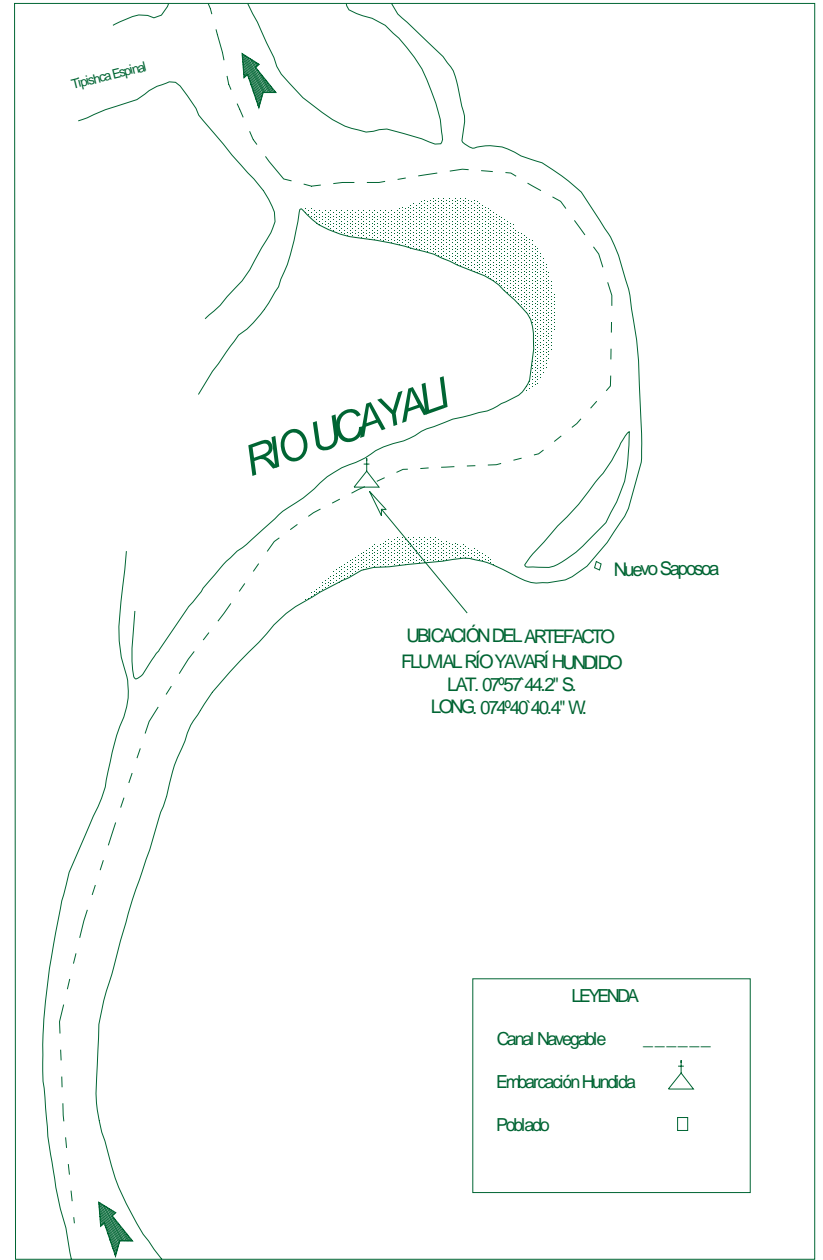 Tipishca Espinal
RIO UCAYALI
Nuevo Saposoa
UBICACIÓN DEL ARTEFACTO
FLUVIAL RÍO YAVARÍ HUNDIDO
LAT. 07º57´44.2" S.
LONG. 074º40´40.4" W.
LEYENDA
Canal Navegable
Embarcación Hundida
Poblado